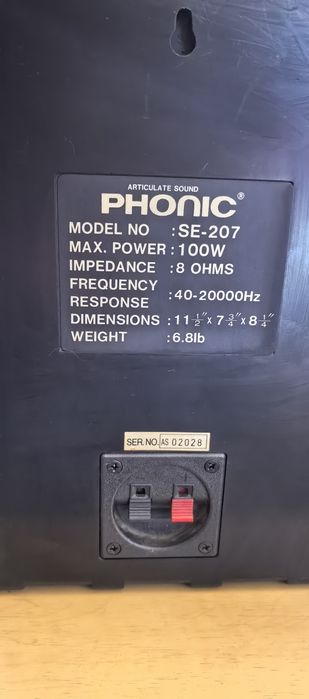 ARTICULATE SOUND
PHONIC®
MODEL NO : SE-207
MAX. POWER : 100W
IMPEDANCE : 8 OHMS
FREQUENCY RESPONSE : 40-20000Hz
DIMENSIONS : 11 1/2" x 7 3/4" x 8 1/4"
WEIGHT : 6.8lb
SER. NO. AS 02028